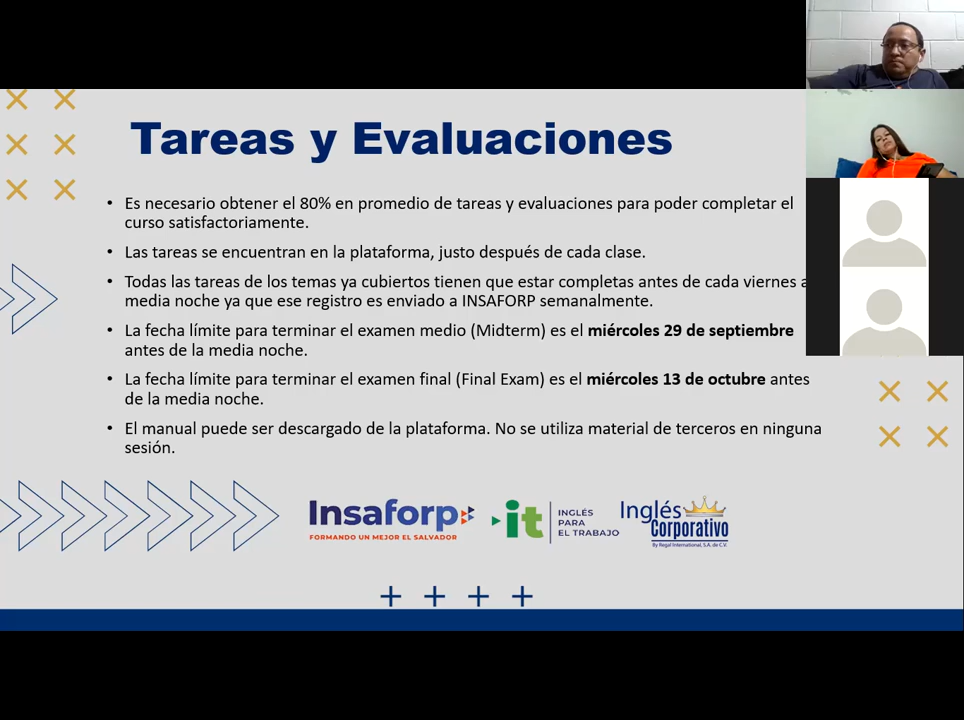 Tareas y Evaluaciones
• Es necesario obtener el 80% en promedio de tareas y evaluaciones para poder completar el
curso satisfactoriamente.
• Las tareas se encuentran en la plataforma, justo después de cada clase.
• Todas las tareas de los temas ya cubiertos tienen que estar completas antes de cada viernes a
media noche ya que ese registro es enviado a INSAFORP semanalmente.
• La fecha límite para terminar el examen medio (Midterm) es el miércoles 29 de septiembre
antes de la media noche.
• La fecha límite para terminar el examen final (Final Exam) es el miércoles 13 de octubre antes
de la media noche.
• El manual puede ser descargado de la plataforma. No se utiliza material de terceros en ninguna
sesión.
Insaforp
FORMANDO UN MEJOR EL SALVADOR
it
INGLÉS
PARA
EL TRABAJO
Inglés
Corporativo
By Regal International, S.A. de C.V.